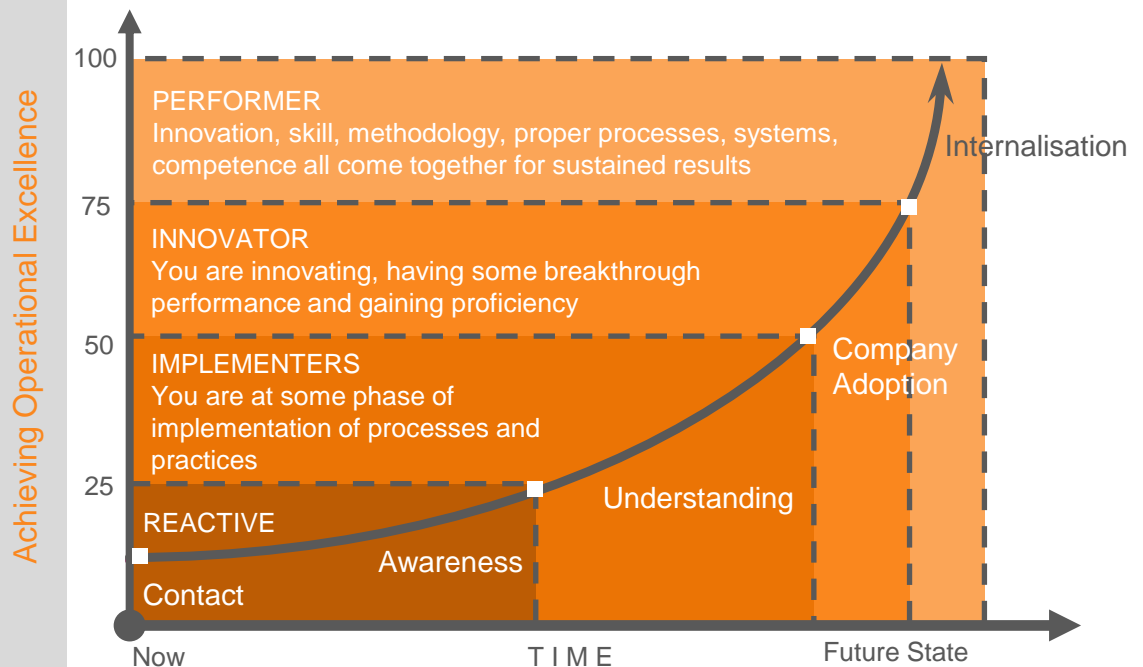 Achieving Operational Excellence
100
PERFORMER
Innovation, skill, methodology, proper processes, systems,
competence all come together for sustained results
Internalisation
75
INNOVATOR
You are innovating, having some breakthrough
performance and gaining proficiency
50
Company
Adoption
IMPLEMENTERS
You are at some phase of
implementation of processes and
practices
25
Understanding
REACTIVE
Awareness
Contact
Now
TIME
Future State